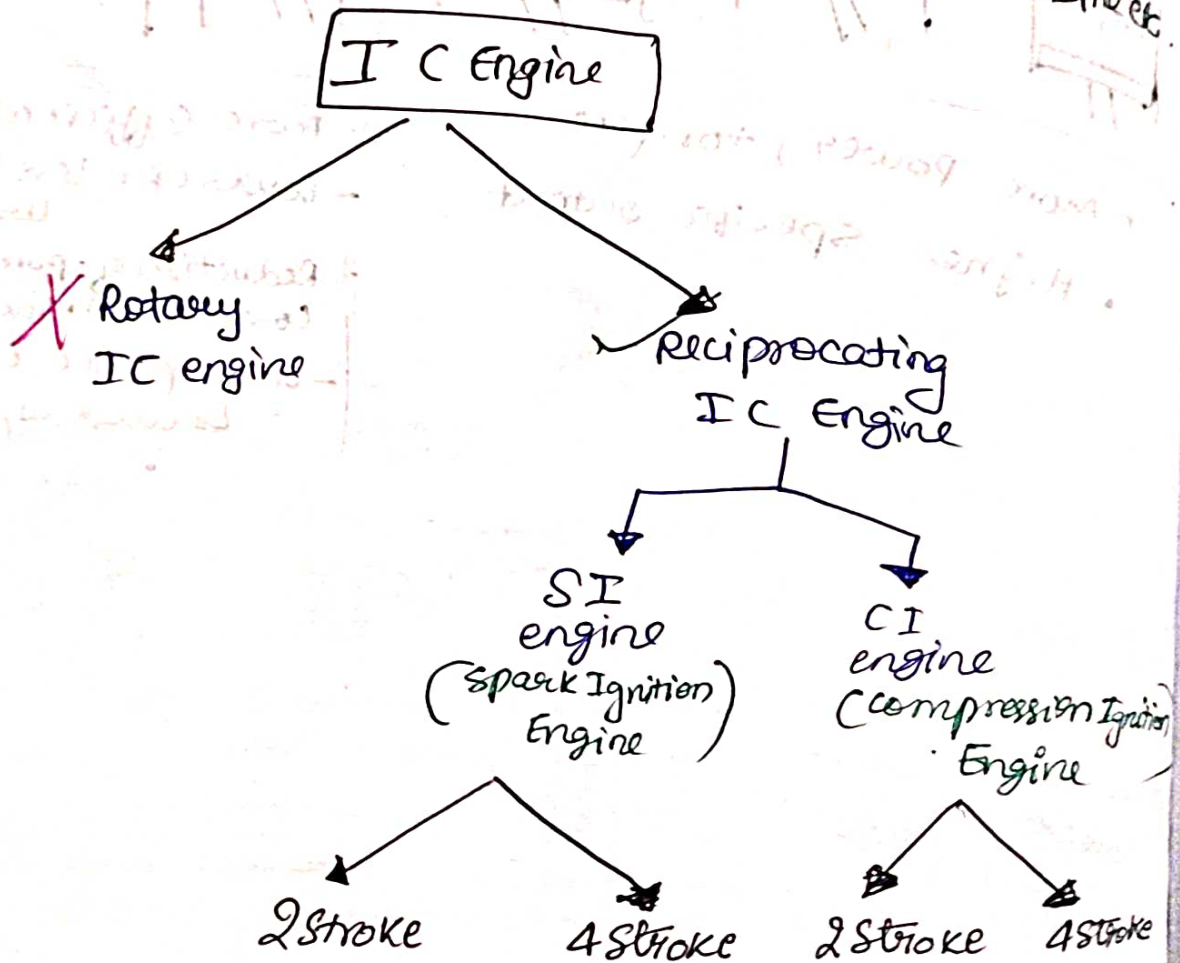 I C Engine
Rotary
IC engine
Reciprocating
IC Engine
SI
engine
(Spark Ignition
Engine)
CI
engine
(compression Ignition)
Engine
2 Stroke
4 Stroke
2 Stroke
4 Stroke